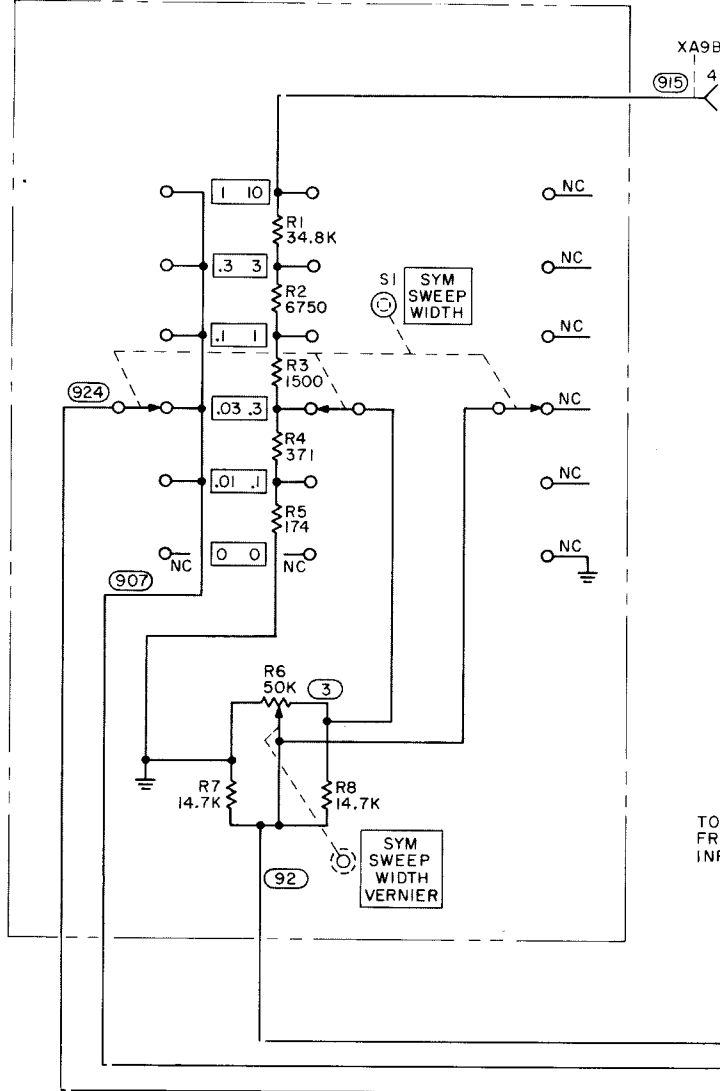 XA9B
915
4
1 10
NC
R1
34.8K
.3 3
NC
R2
6750
S1
SYM
SWEEP
WIDTH
.1 1
NC
R3
1500
924
.03 .3
NC
R4
371
.01 .1
NC
R5
174
NC
0 0
NC
NC
907
R6
50K
3
R7
14.7K
R8
14.7K
92
SYM
SWEEP
WIDTH
VERNIER
TO
FR